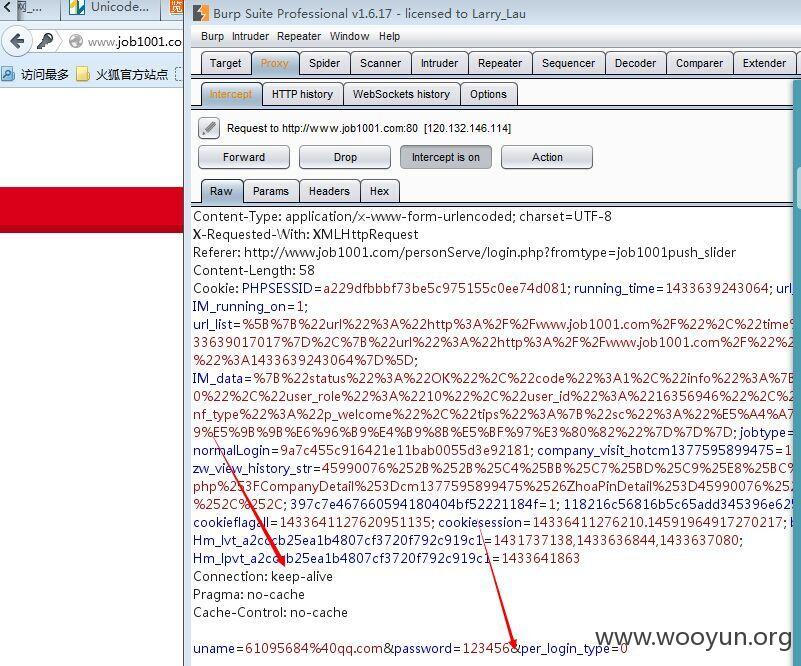 网_...
Unicode...
Burp Suite Professional v1.6.17 - licensed to Larry_Lau
www.job1001.co
访问最多 火狐官方站点
Burp Intruder Repeater Window Help
Target Proxy Spider Scanner Intruder Repeater Sequencer Decoder Comparer Extender
Intercept HTTP history WebSockets history Options
Request to http://www.job1001.com:80 [120.132.146.114]
Forward Drop Intercept is on Action
Raw Params Headers Hex
Content-Type: application/x-www-form-urlencoded; charset=UTF-8
X-Requested-With: XMLHttpRequest
Referer: http://www.job1001.com/personServe/login.php?fromtype=job1001push_slider
Content-Length: 58
Cookie: PHPSESSID=a229dfbbbf73be5c975155c0ee74d081; running_time=1433639243064; url_
IM_running_on=1;
url_list=%5B%7B%22url%22%3A%22http%3A%2F%2Fwww.job1001.com%2F%22%2C%22time%
33639017017%7D%2C%7B%22url%22%3A%22http%3A%2F%2Fwww.job1001.com%2F%22%2
%22%3A1433639243064%7D%5D;
IM_data=%7B%22status%22%3A%22OK%22%2C%22code%22%3A1%2C%22info%22%3A%7B
0%22%2C%22user_role%22%3A%2210%22%2C%22user_id%22%3A%2216356946%22%2C%2
nf_type%22%3A%22p_welcome%22%2C%22tips%22%3A%7B%22sc%22%3A%22%E5%A4%A7
9%E5%9B%9B%E6%96%B9%E4%B9%8B%E5%BF%97%E3%80%82%22%7D%7D%7D; jobtype=
normalLogin=9a7c455c916421e11bab0055d3e92181; company_visit_hotcm1377595899475=1
zw_view_history_str=45990076%252B%252B%25C4%25BB%25C7%25BD%25C9%25E8%25BC%
php%253FCompanyDetail%253Dcm1377595899475%2526ZhoaPinDetail%253D45990076%252
%252C%252C; 397c7e467660594180404bf52221184f=1; 118216c56816b5c65add345396e625
cookieflagall=1433641127620951135; cookiesession=14336411276210.14591964917270217; b
Hm_lvt_a2cccb25ea1b4807cf3720f792c919c1=1431737138,1433636844,1433637080;
Hm_lpvt_a2cccb25ea1b4807cf3720f792c919c1=1433641863
Connection: keep-alive
Pragma: no-cache
Cache-Control: no-cache
uname=61095684%40qq.com&password=123456&per_login_type=0
www.wooyun.org